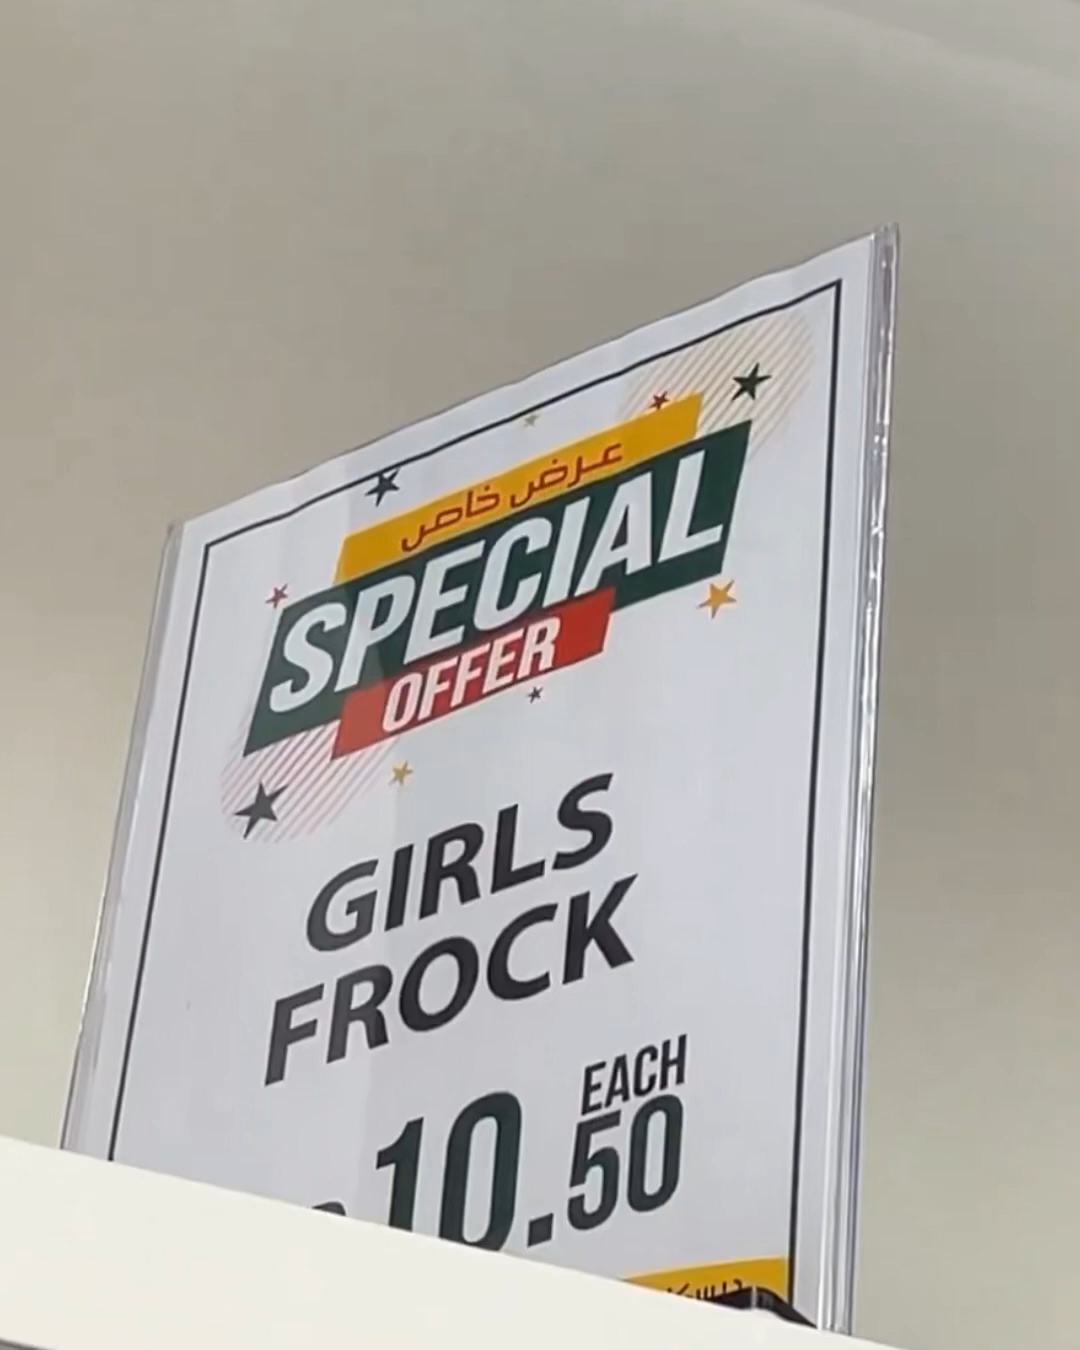 عرض خاص
SPECIAL
OFFER
GIRLS
FROCK
EACH
10.50